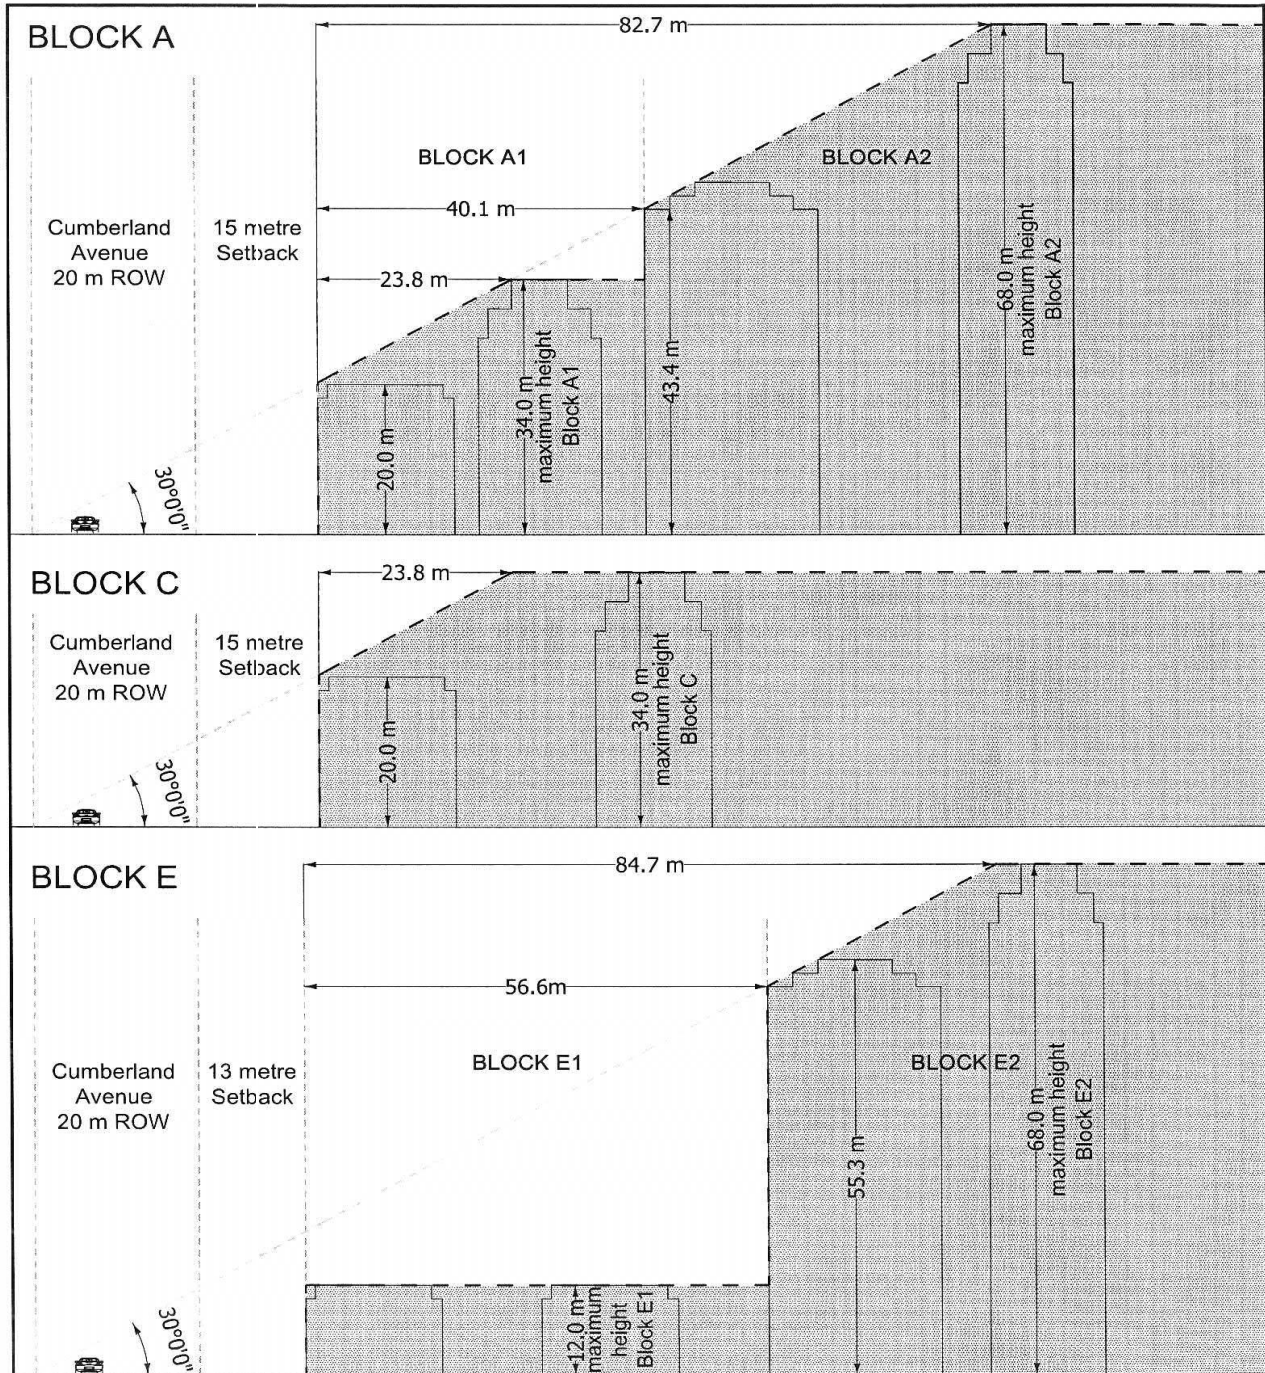 BLOCK A
82.7 m
BLOCK A1
BLOCK A2
40.1 m
Cumberland
Avenue
20 m ROW
15 metre
Setback
23.8 m
30°0'0"
20.0 m
34.0 m
maximum height
Block A1
43.4 m
68.0 m
maximum height
Block A2
BLOCK C
23.8 m
Cumberland
Avenue
20 m ROW
15 metre
Setback
30°0'0"
20.0 m
34.0 m
maximum height
Block C
BLOCK E
84.7 m
56.6m
BLOCK E1
BLOCK E2
Cumberland
Avenue
20 m ROW
13 metre
Setback
30°0'0"
12.0 m
maximum
height
Block E1
55.3 m
68.0 m
maximum height
Block E2